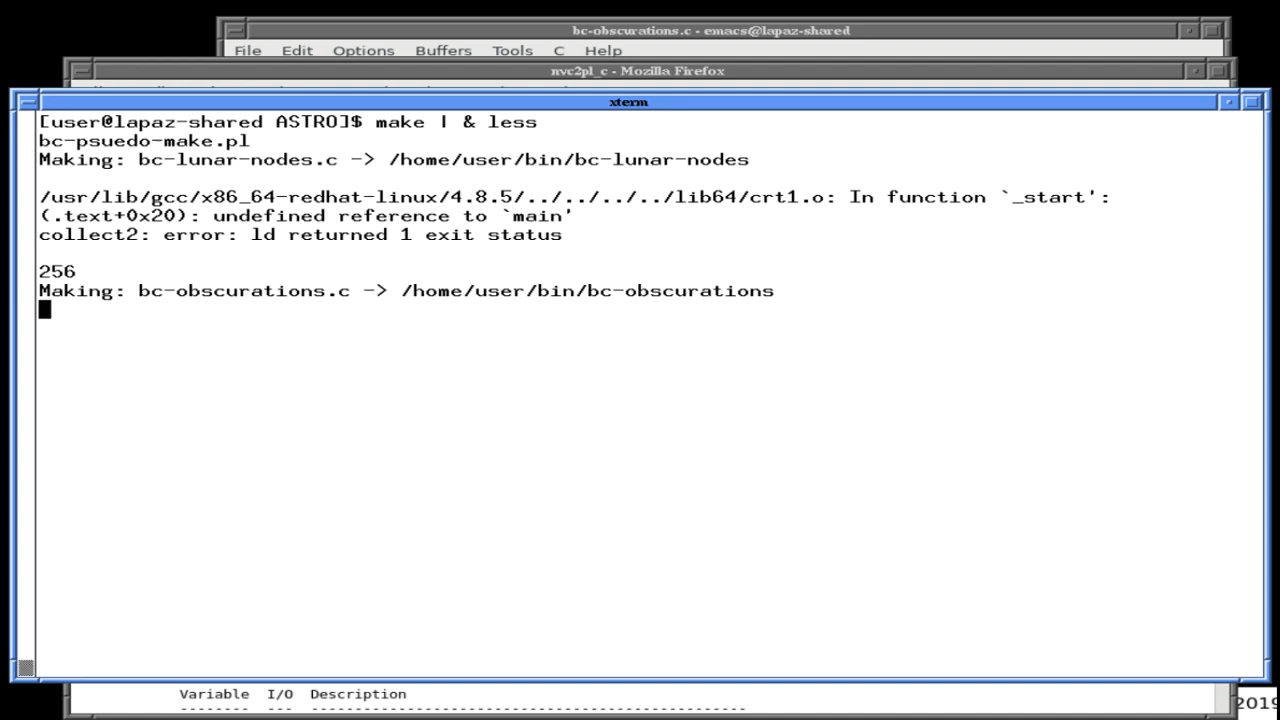 bc-obscurations.c - emacs@lapaz-shared
File Edit Options Buffers Tools C Help
nvc2pl_c - Mozilla Firefox
xterm
[user@lapaz-shared ASTRO]$ make | & less
bc-psuedo-make.pl
Making: bc-lunar-nodes.c -> /home/user/bin/bc-lunar-nodes
/usr/lib/gcc/x86_64-redhat-linux/4.8.5/../../../../lib64/crt1.o: In function `_start':
(.text+0x20): undefined reference to `main'
collect2: error: ld returned 1 exit status
256
Making: bc-obscurations.c -> /home/user/bin/bc-obscurations
Variable I/O Description
-------- --- --------------------------------------------------
2019